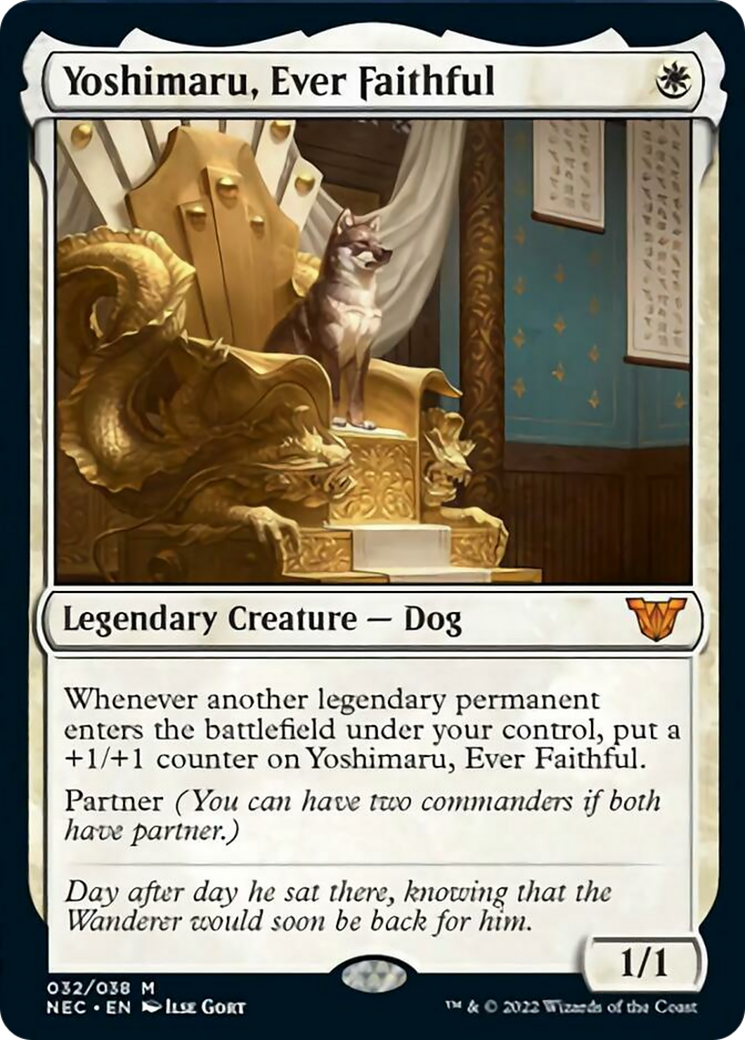 Yoshimaru, Ever Faithful
Legendary Creature — Dog
Whenever another legendary permanent
enters the battlefield under your control, put a
+1/+1 counter on Yoshimaru, Ever Faithful.
Partner (You can have two commanders if both
have partner.)
Day after day he sat there, knowing that the
Wanderer would soon be back for him.
1/1
032/038 M
NEC • EN Ilse Gort
™ & © 2022 Wizards of the Coast